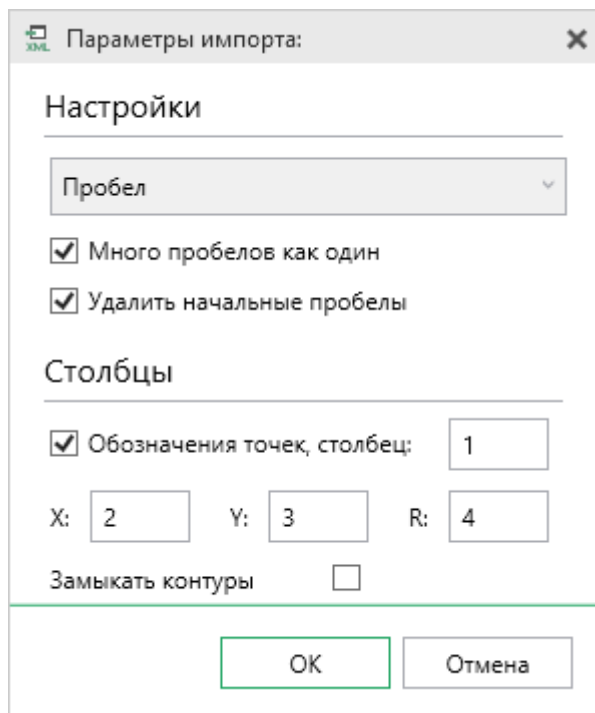 XML Параметры импорта:
Настройки
Пробел
Много пробелов как один
Удалить начальные пробелы
Столбцы
Обозначения точек, столбец: 1
X: 2 Y: 3 R: 4
Замыкать контуры
ОК Отмена